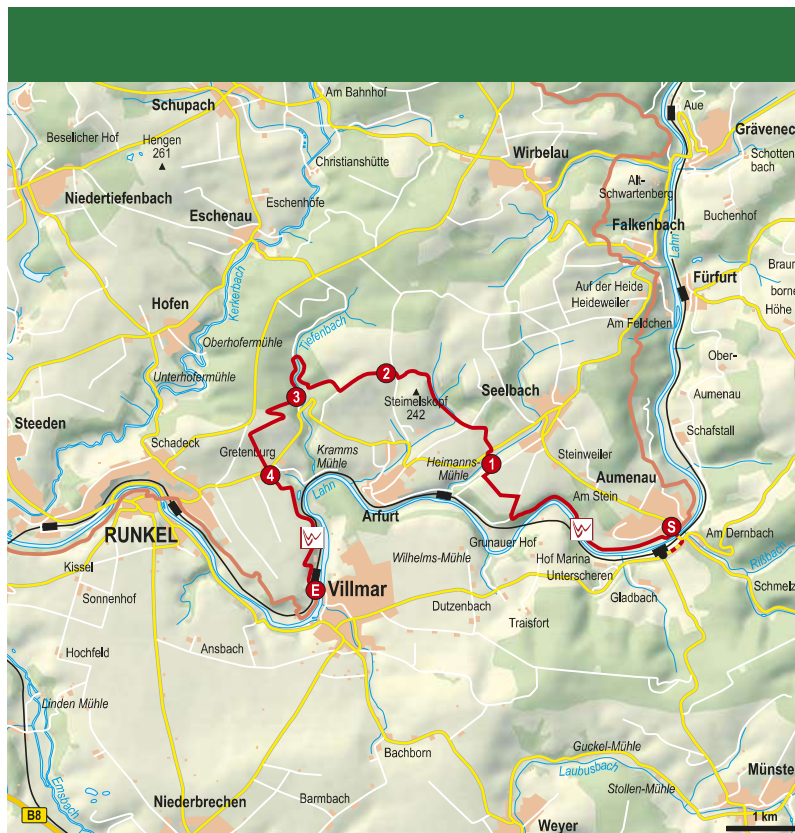 Am Bahnhof
Schupach
Aue
Grävenec
Beselicher Hof
Hengen
261
Wirbelau
Schotten
bach
Christianshütte
Niedertiefenbach
Alt-
Schwartenberg
Eschenhöfe
Eschenau
Buchenhof
Falkenbach
Lahn
Braun
Fürfurt
Kerkerbach
Auf der Heide
borne
Hofen
Heideweiler
Höhe
Tiefenbach
Am Feldchen
Oberhofermühle
Ober-
Unterhofermühle
2
Seelbach
Aumenau
3
Steimelskopf
242
Steeden
Schafstall
Schadeck
Gretenburg
Kramms
Mühle
Steinweiler
Heimanns-
Mühle
1
4
Aumenau
Lahn
Am Stein
Arfurt
S
RUNKEL
Am Dernbach
Grunauer Hof
Wilhelms-Mühle
Hof Marina
Rißbach
Kissel
Unterscheren
E
Villmar
Schmelz
Sonnenhof
Gladbach
Dutzenbach
Traisfort
Ansbach
Hochfeld
Linden Mühle
Guckel-Mühle
Bachborn
Laubusbach
Münster
Emsbach
Stollen-Mühle
Niederbrechen
Barmbach
B8
1 km
Weyer